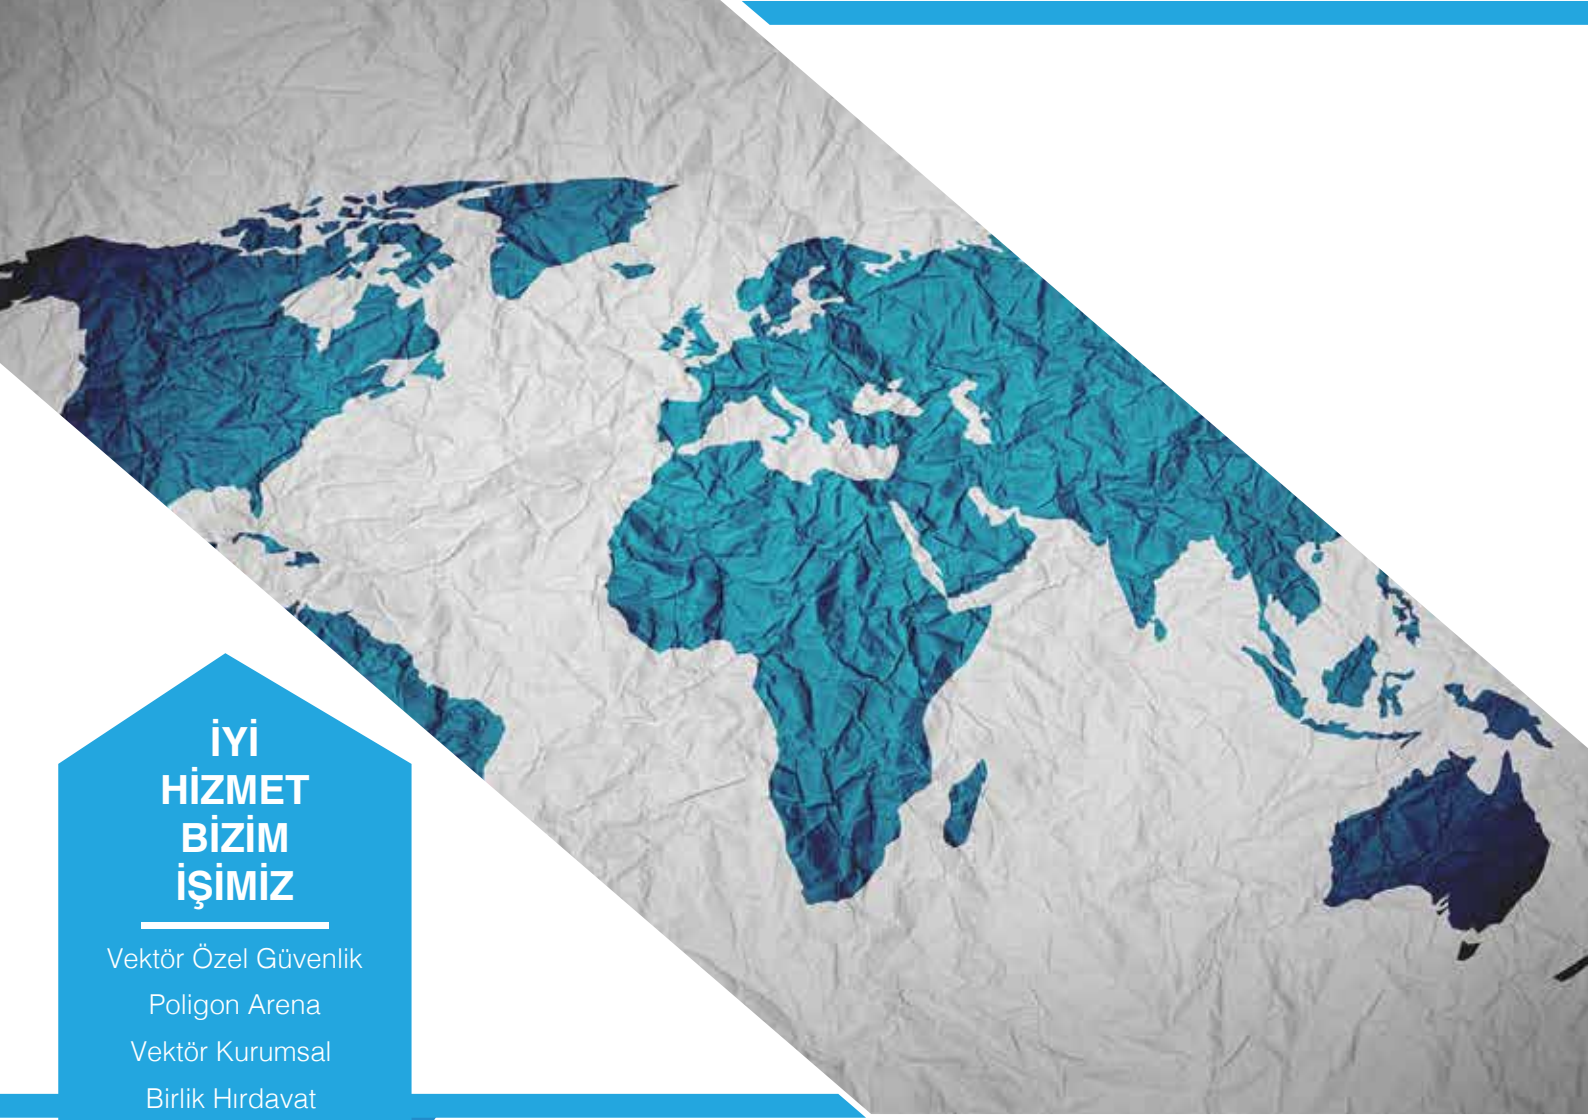 İYİ
HİZMET
BİZİM
İŞİMİZ
Vektör Özel Güvenlik
Poligon Arena
Vektör Kurumsal
Birlik Hırdavat